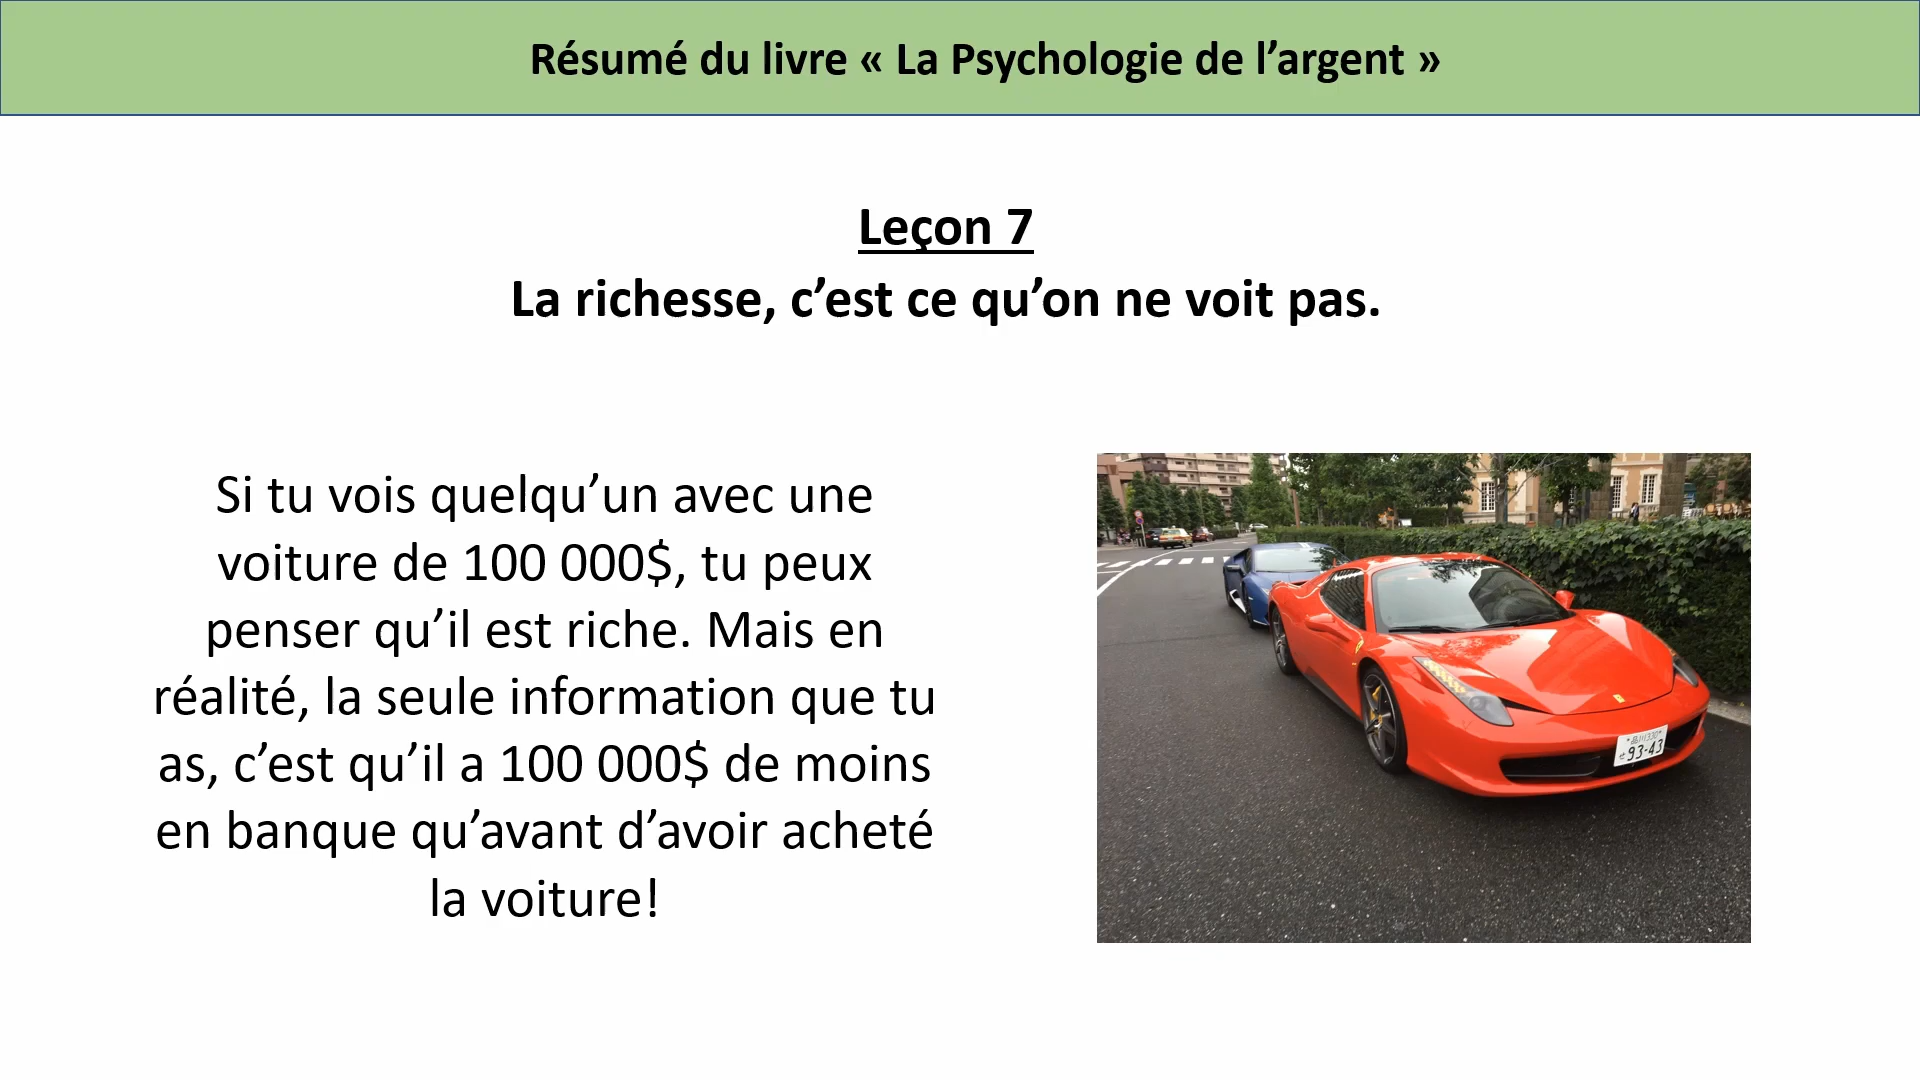 Résumé du livre « La Psychologie de l’argent »
Leçon 7
La richesse, c’est ce qu’on ne voit pas.
Si tu vois quelqu’un avec une
voiture de 100 000$, tu peux
penser qu’il est riche. Mais en
réalité, la seule information que tu
as, c’est qu’il a 100 000$ de moins
en banque qu’avant d’avoir acheté
la voiture!
93-43